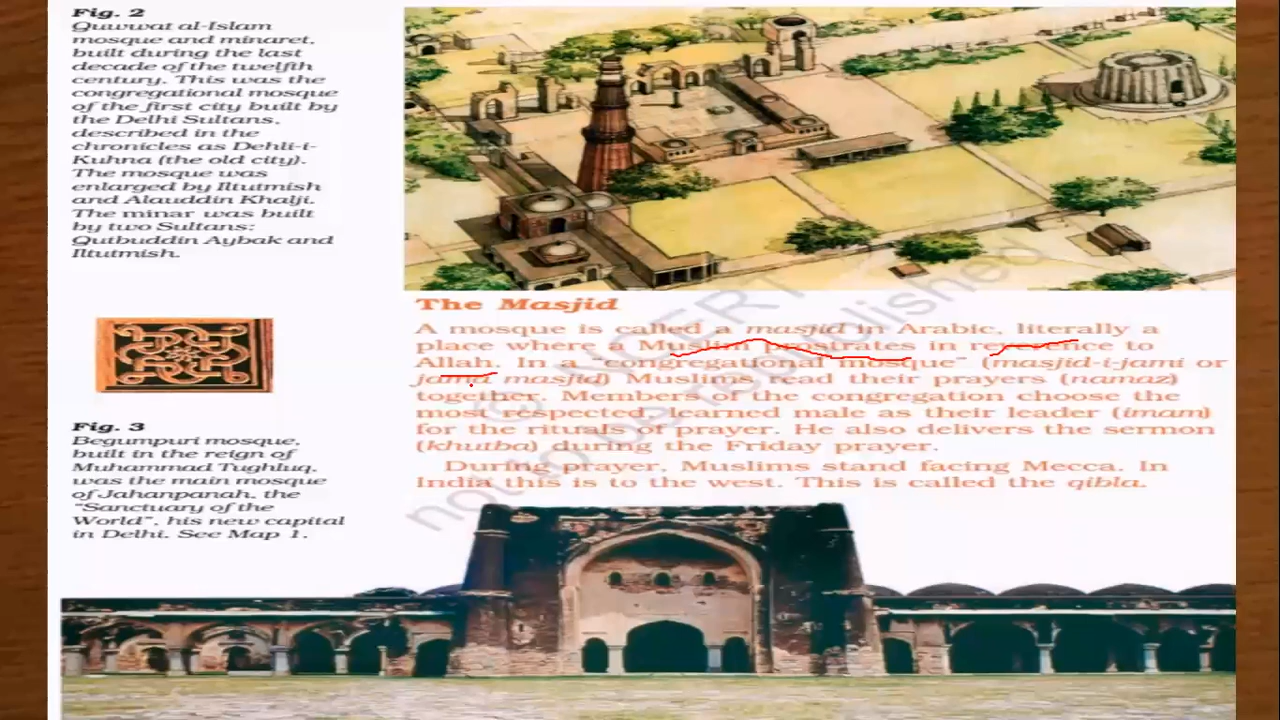 Fig. 2
Quwwat al-Islam
mosque and minaret,
built during the last
decade of the twelfth
century. This was the
congregational mosque
of the first city built by
the Delhi Sultans,
described in the
chronicles as Dehli-i-
Kuhna (the old city).
The mosque was
enlarged by Iltutmish
and Alauddin Khalji.
The minar was built
by two Sultans:
Qutbuddin Aybak and
Iltutmish.
Fig. 3
Begumpuri mosque,
built in the reign of
Muhammad Tughluq,
was the main mosque
of Jahanpanah, the
"Sanctuary of the
World", his new capital
in Delhi. See Map 1.
The Masjid
A mosque is called a masjid in Arabic, literally a
place where a Muslim prostrates in reverence to
Allah. In a "congregational mosque" (masjid-i-jami or
jama masjid) Muslims read their prayers (namaz)
together. Members of the congregation choose the
most respected, learned male as their leader (imam)
for the rituals of prayer. He also delivers the sermon
(khutba) during the Friday prayer.
During prayer, Muslims stand facing Mecca. In
India this is to the west. This is called the qibla.
© NCERT
not to be republished